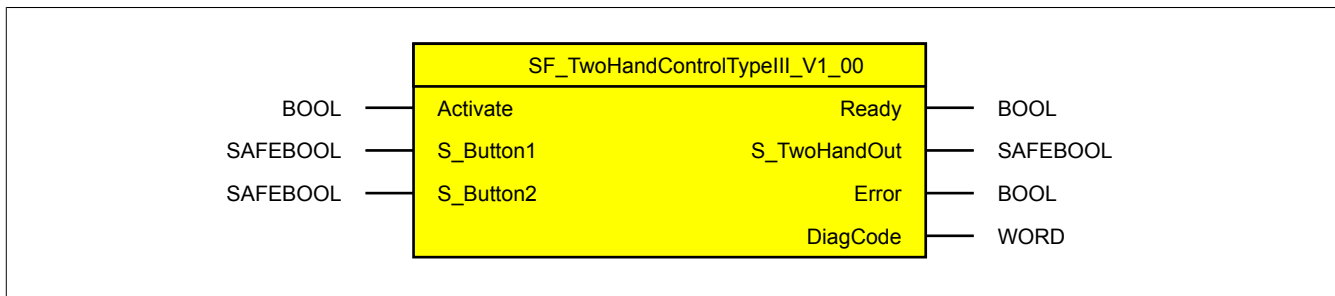 SF_TwoHandControlTypeIII_V1_00
BOOL Activate Ready BOOL
SAFEBOOL S_Button1 S_TwoHandOut SAFEBOOL
SAFEBOOL S_Button2 Error BOOL
DiagCode WORD